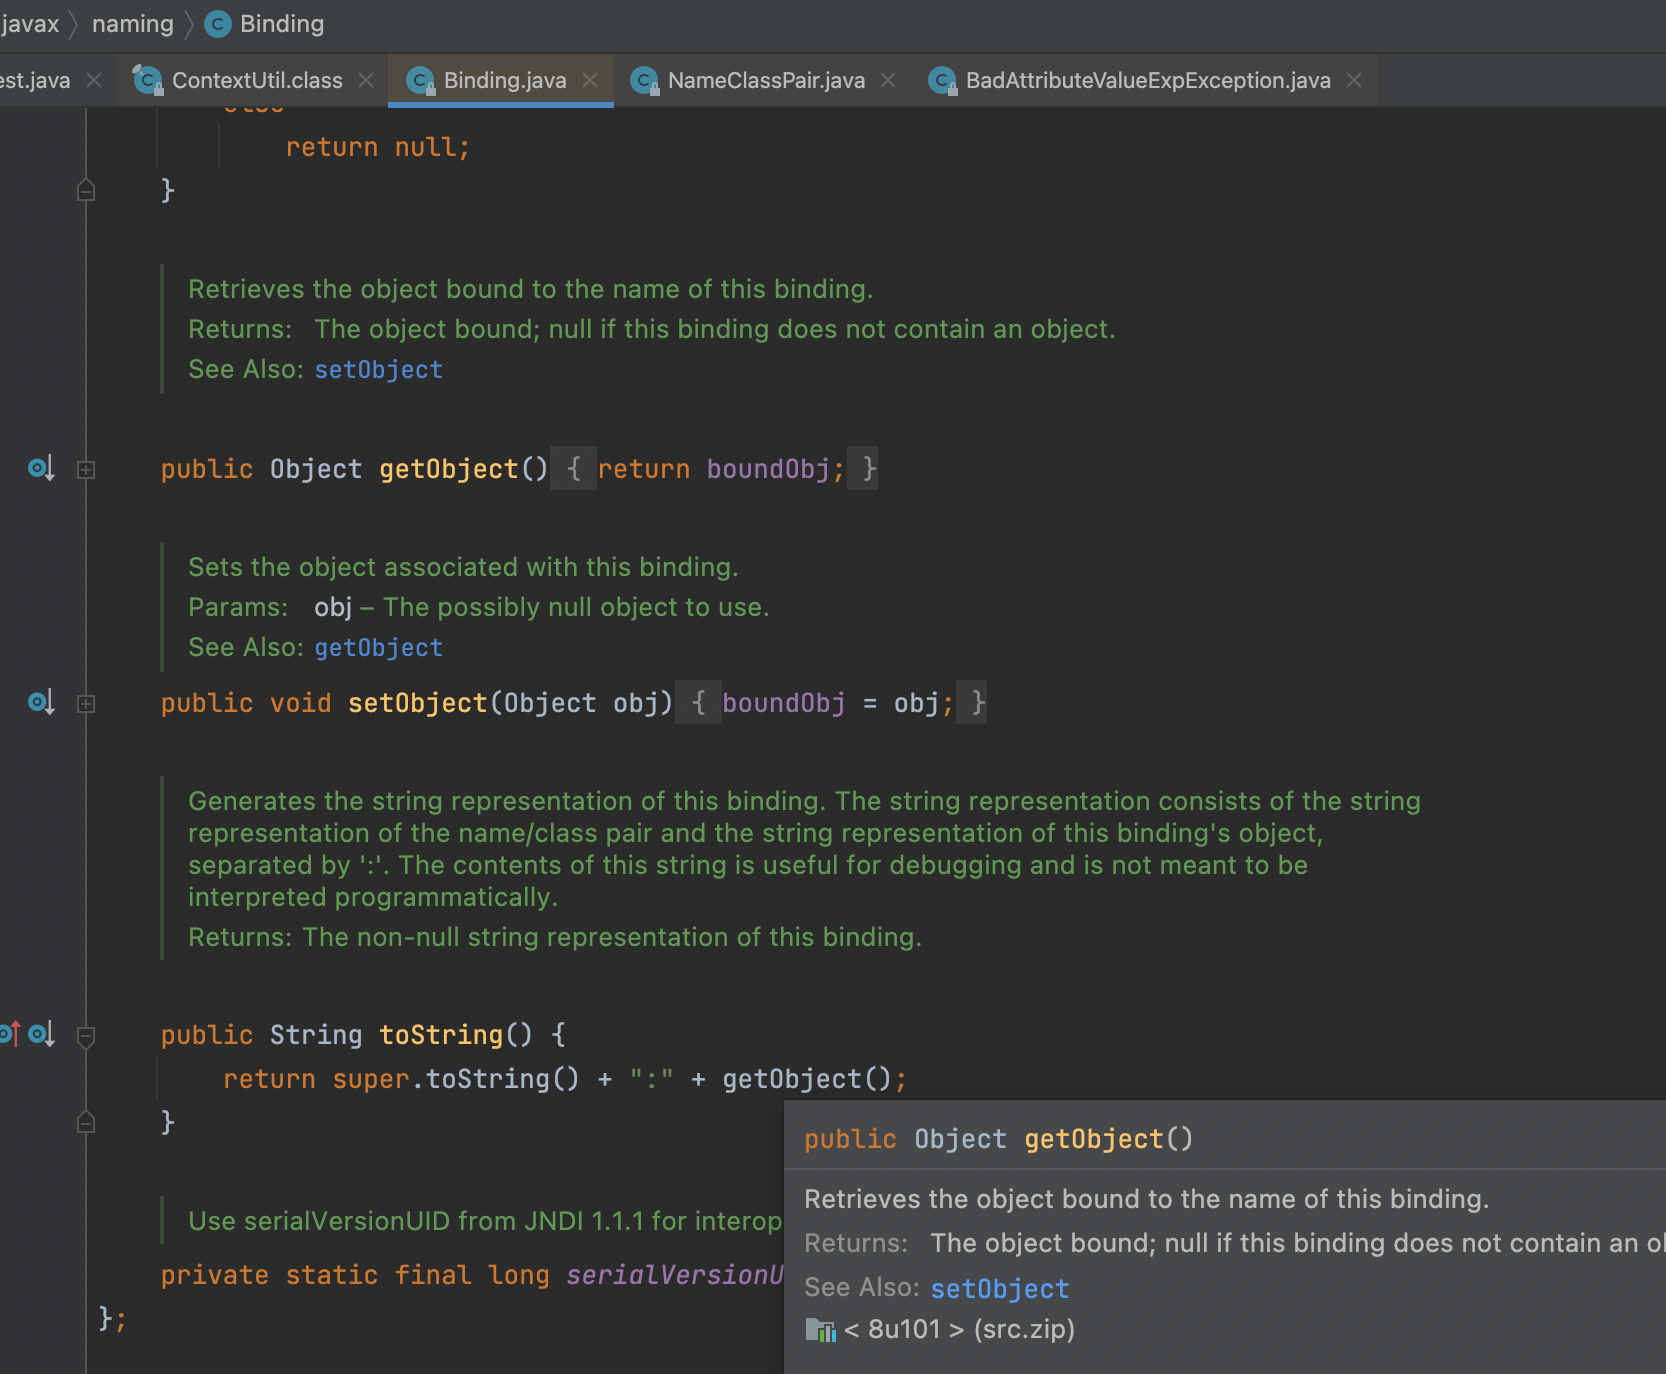 javax naming Binding
est.java ContextUtil.class Binding.java NameClassPair.java BadAttributeValueExpException.java
else
return null;
}
Retrieves the object bound to the name of this binding.
Returns: The object bound; null if this binding does not contain an object.
See Also: setObject
public Object getObject() { return boundObj; }
Sets the object associated with this binding.
Params: obj – The possibly null object to use.
See Also: getObject
public void setObject(Object obj) { boundObj = obj; }
Generates the string representation of this binding. The string representation consists of the string
representation of the name/class pair and the string representation of this binding's object,
separated by ':'. The contents of this string is useful for debugging and is not meant to be
interpreted programmatically.
Returns: The non-null string representation of this binding.
public String toString() {
return super.toString() + ":" + getObject();
}
Use serialVersionUID from JNDI 1.1.1 for interop
private static final long serialVersionU
};
public Object getObject()
Retrieves the object bound to the name of this binding.
Returns: The object bound; null if this binding does not contain an ob
See Also: setObject
< 8u101 > (src.zip)